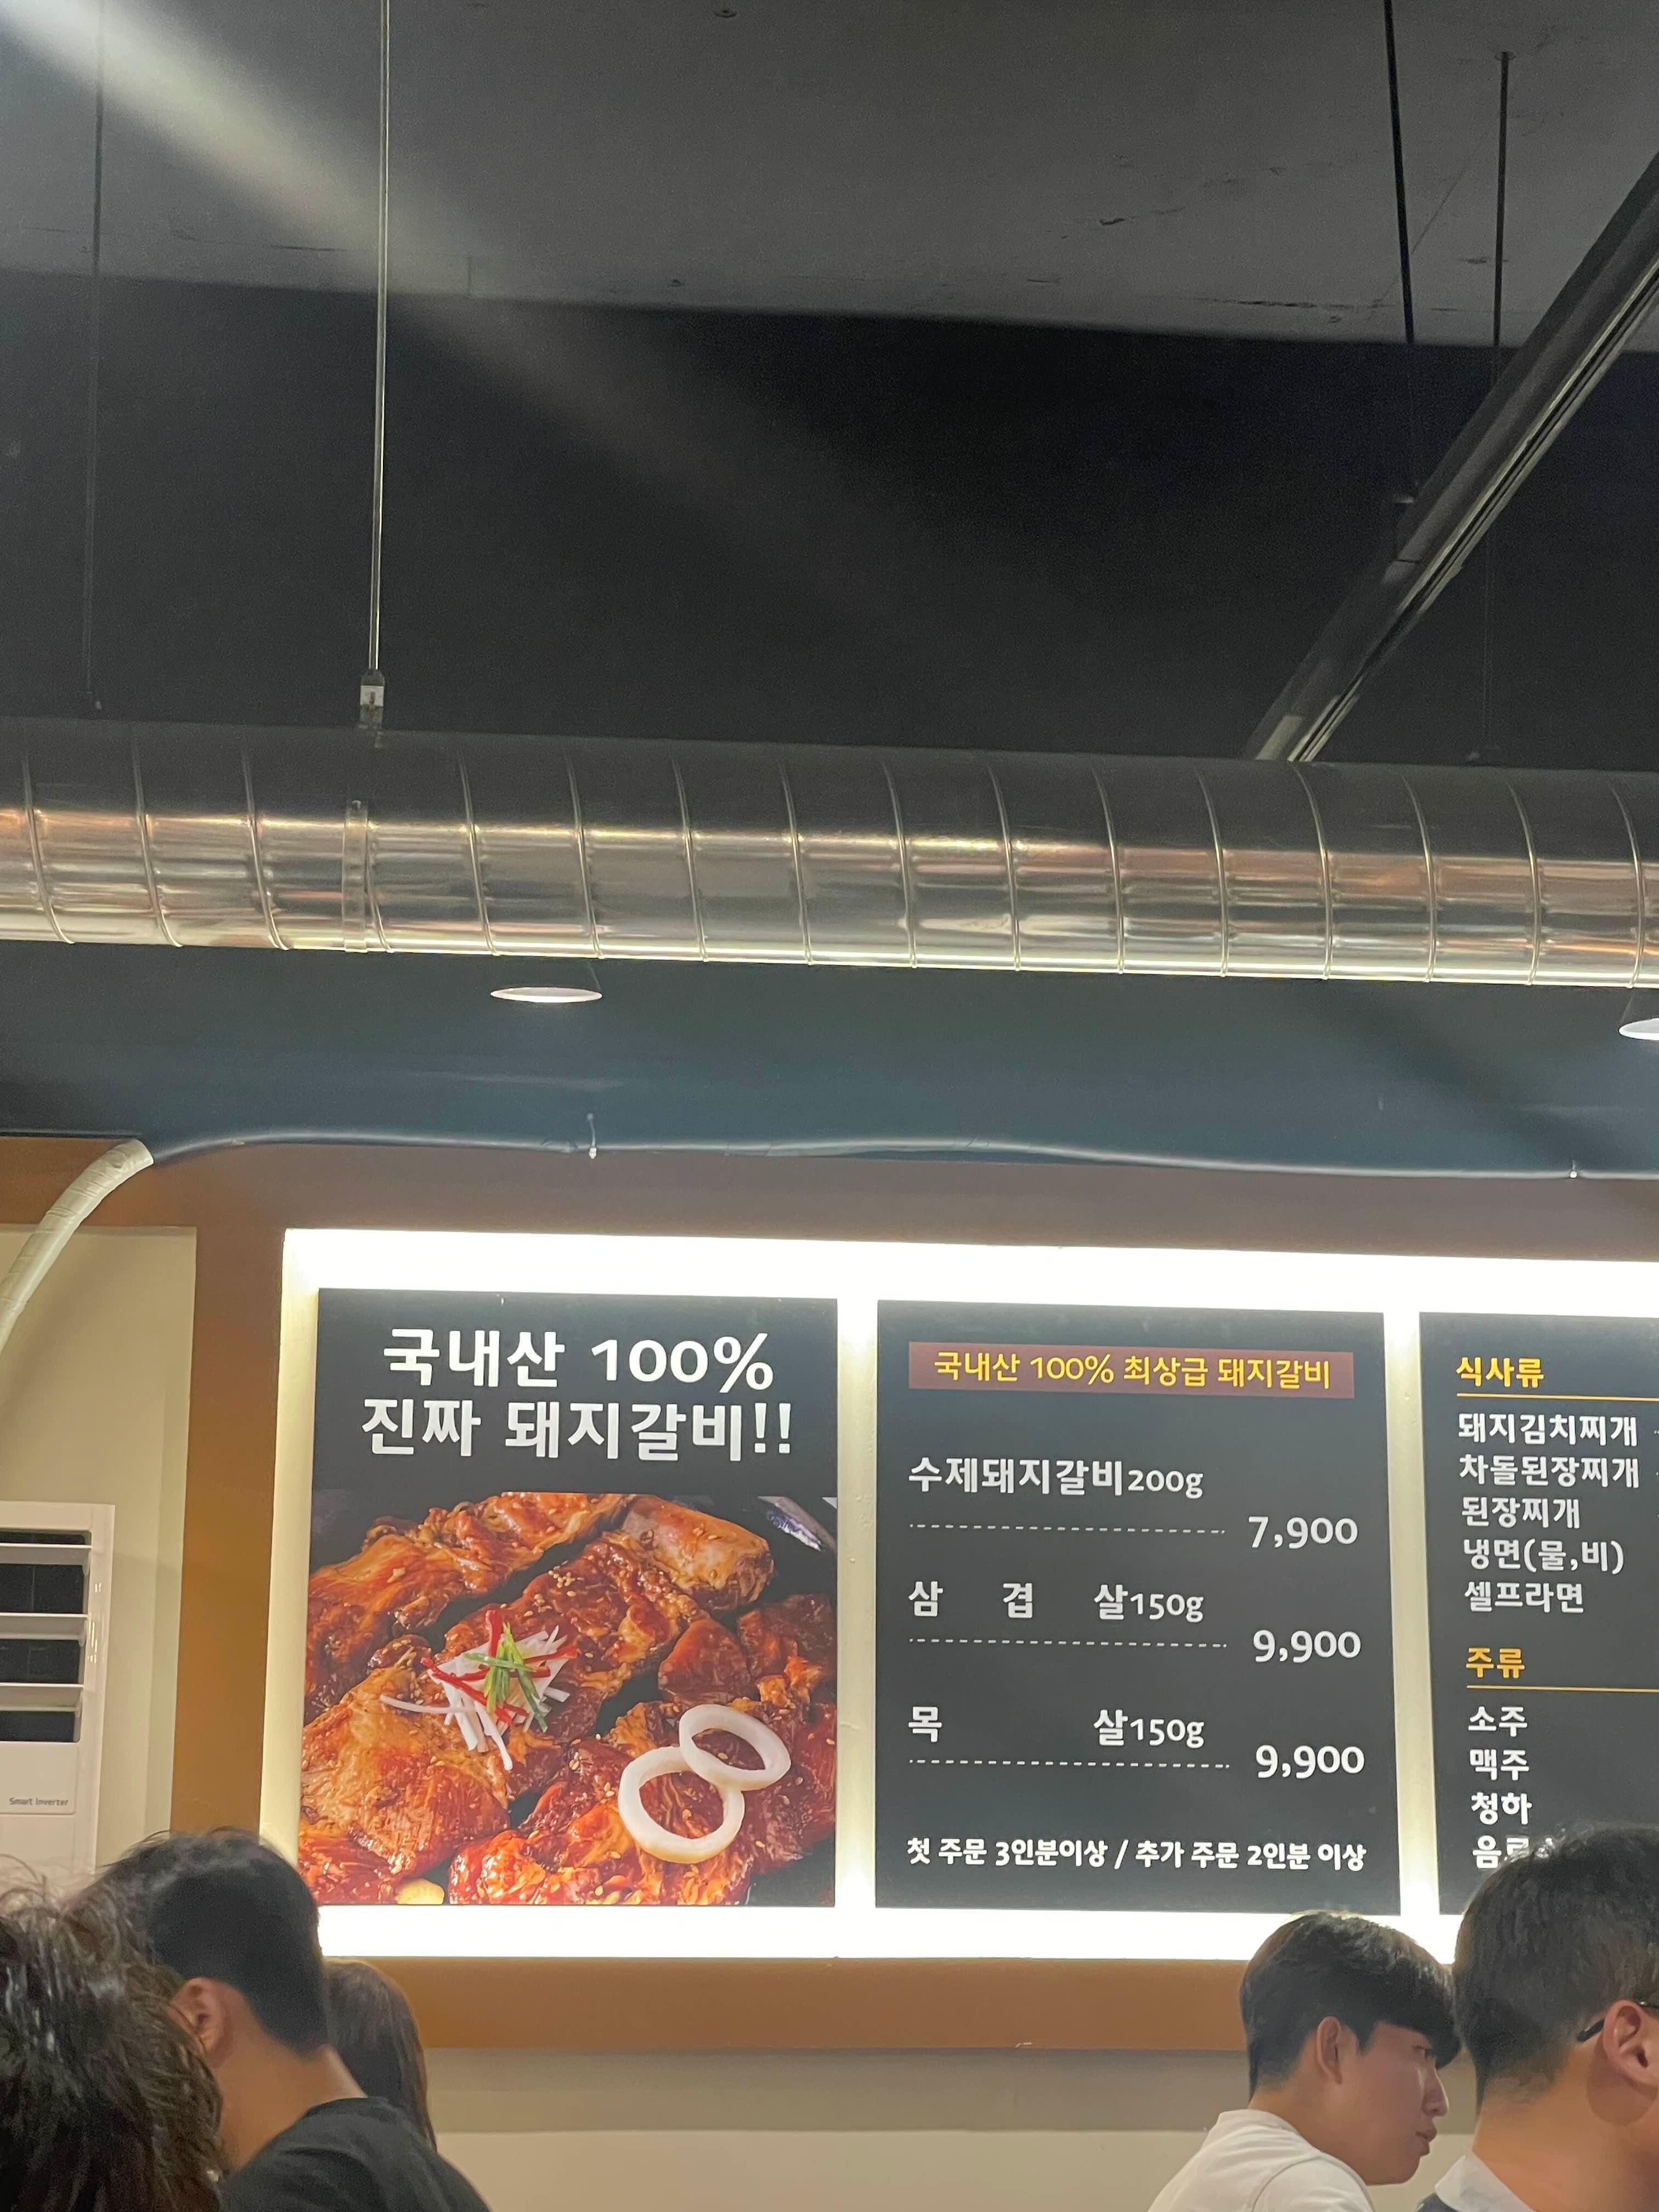 국내산 100%
진짜 돼지갈비!!
국내산 100% 최상급 돼지갈비
수제돼지갈비200g
7,900
삼 겹 살150g
9,900
목 살150g
9,900
첫 주문 3인분이상 / 추가 주문 2인분 이상
식사류
돼지김치찌개
차돌된장찌개
된장찌개
냉면(물,비)
셀프라면
주류
소주
맥주
청하
Smart Inverter